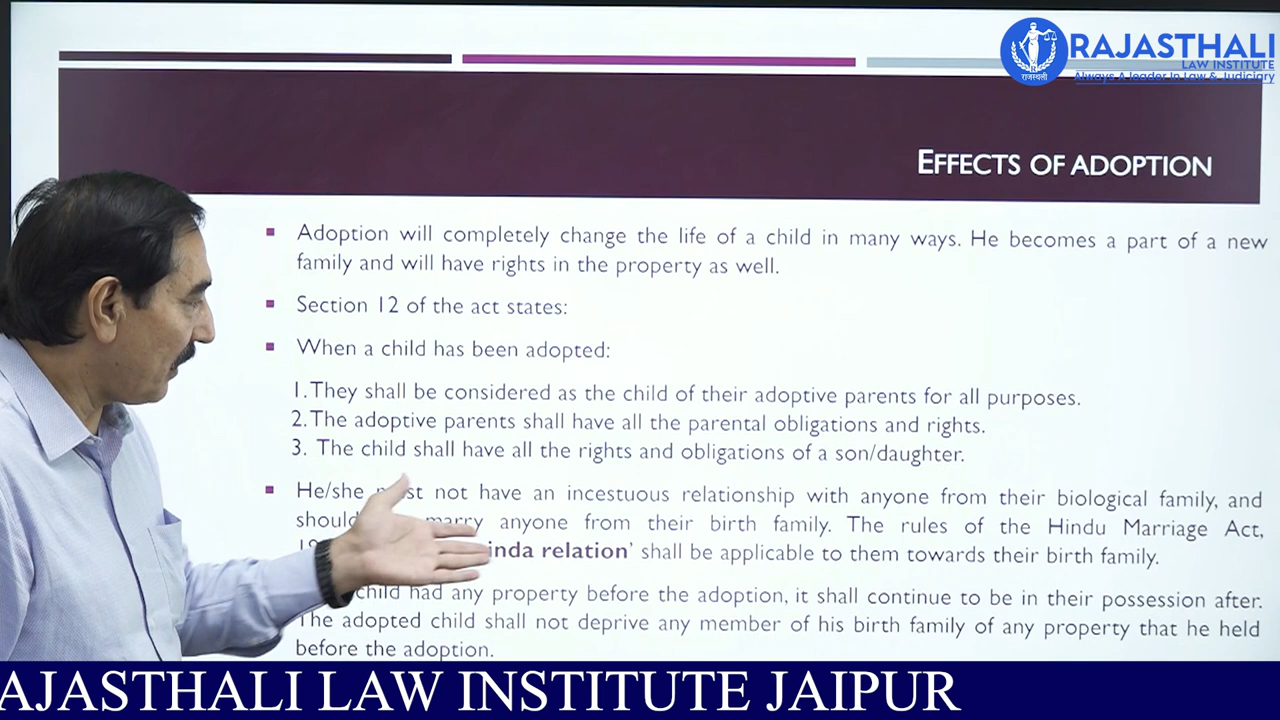 RAJASTHALI
LAW INSTITUTE
Always A leader In Law & Judiciary
राजस्थली
EFFECTS OF ADOPTION
▪ Adoption will completely change the life of a child in many ways. He becomes a part of a new
family and will have rights in the property as well.
▪ Section 12 of the act states:
▪ When a child has been adopted:
1. They shall be considered as the child of their adoptive parents for all purposes.
2. The adoptive parents shall have all the parental obligations and rights.
3. The child shall have all the rights and obligations of a son/daughter.
▪ He/she not have an incestuous relationship with anyone from their biological family, and
should marry anyone from their birth family. The rules of the Hindu Marriage Act,
inda relation' shall be applicable to them towards their birth family.
child had any property before the adoption, it shall continue to be in their possession after.
The adopted child shall not deprive any member of his birth family of any property that he held
before the adoption.
AJASTHALI LAW INSTITUTE JAIPUR